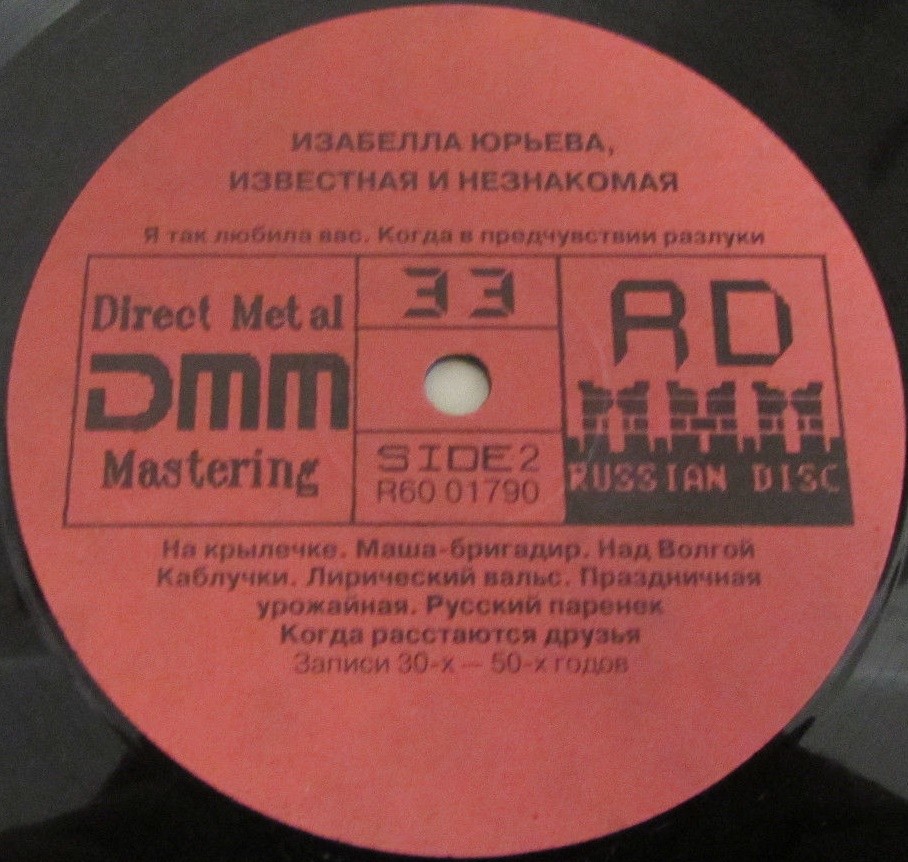 ИЗАБЕЛЛА ЮРЬЕВА,
ИЗВЕСТНАЯ И НЕЗНАКОМАЯ
Я так любила вас. Когда в предчувствии разлуки
Direct Metal
DMM
Mastering
33
SIDE 2
R60 01790
RD
RUSSIAN DISC
На крылечке. Маша-бригадир. Над Волгой
Каблучки. Лирический вальс. Праздничная
урожайная. Русский паренек
Когда расстаются друзья
Записи 30-х — 50-х годов